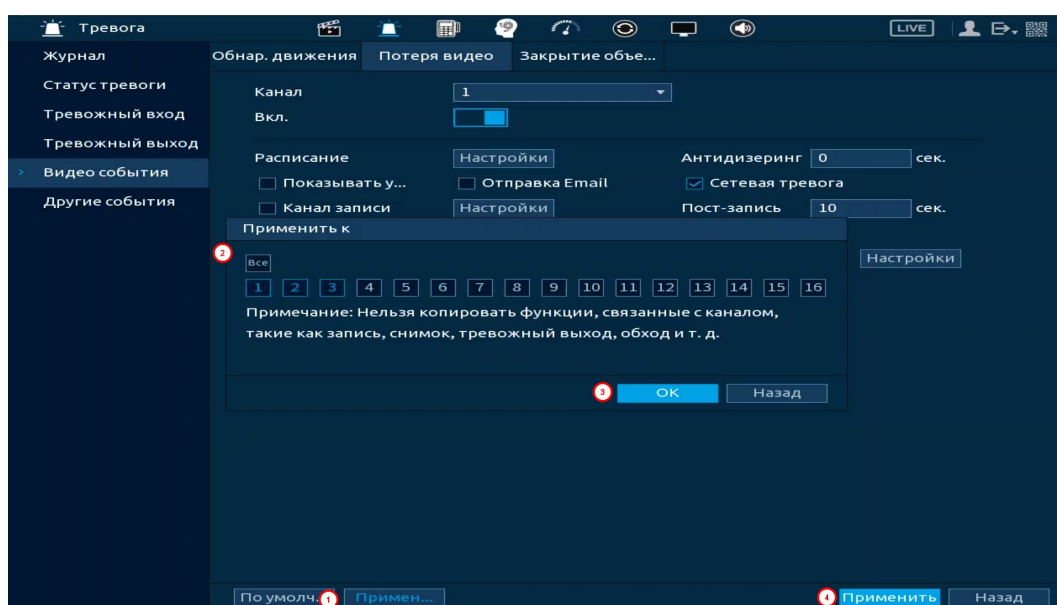 Тревога
LIVE
Журнал
Обнар. движения Потеря видео Закрытие объе...
Статус тревоги
Канал 1
Тревожный вход
Вкл.
Тревожный выход
Расписание Настройки Антидизеринг 0 сек.
Видео события
Показывать у... Отправка Email Сетевая тревога
Другие события
Канал записи Настройки Пост-запись 10 сек.
Применить к
2
Все
Настройки
1 2 3 4 5 6 7 8 9 10 11 12 13 14 15 16
Примечание: Нельзя копировать функции, связанные с каналом,
такие как запись, снимок, тревожный выход, обход и т. д.
3 OK Назад
По умолч. 1 Примен... 4 Применить Назад